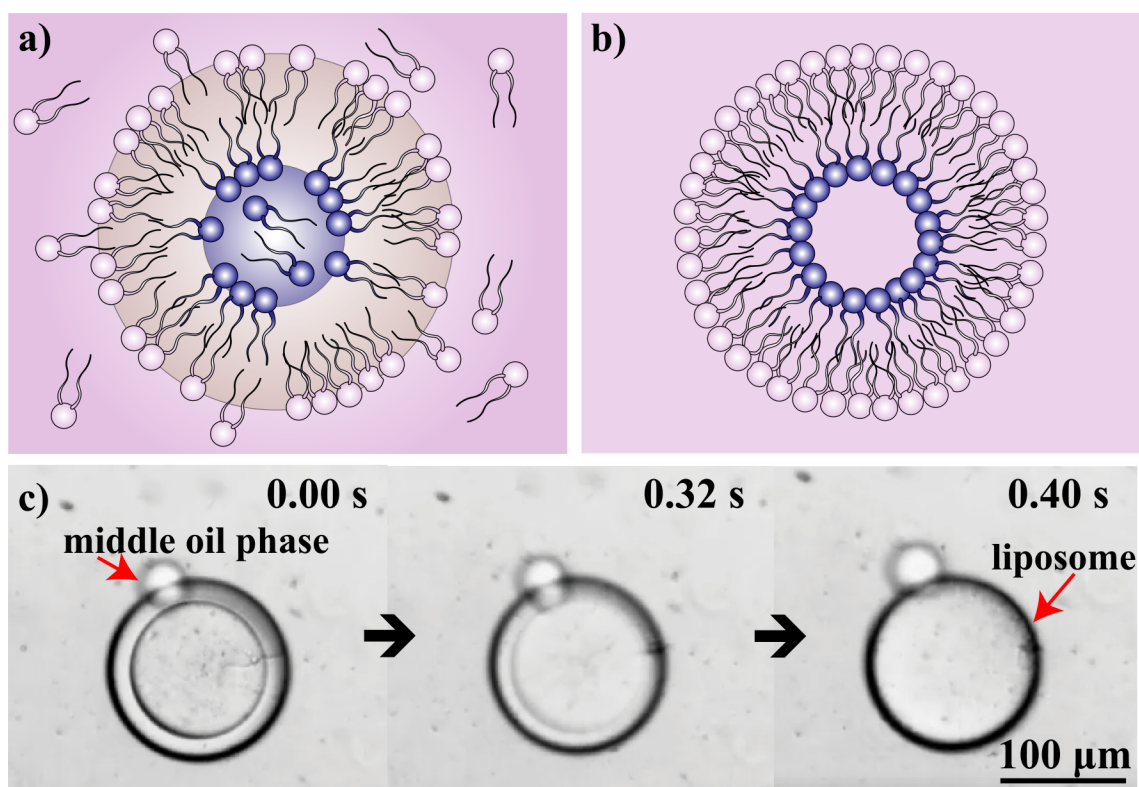 a)
b)
c)
0.00 s
0.32 s
0.40 s
middle oil phase
liposome
100 μm